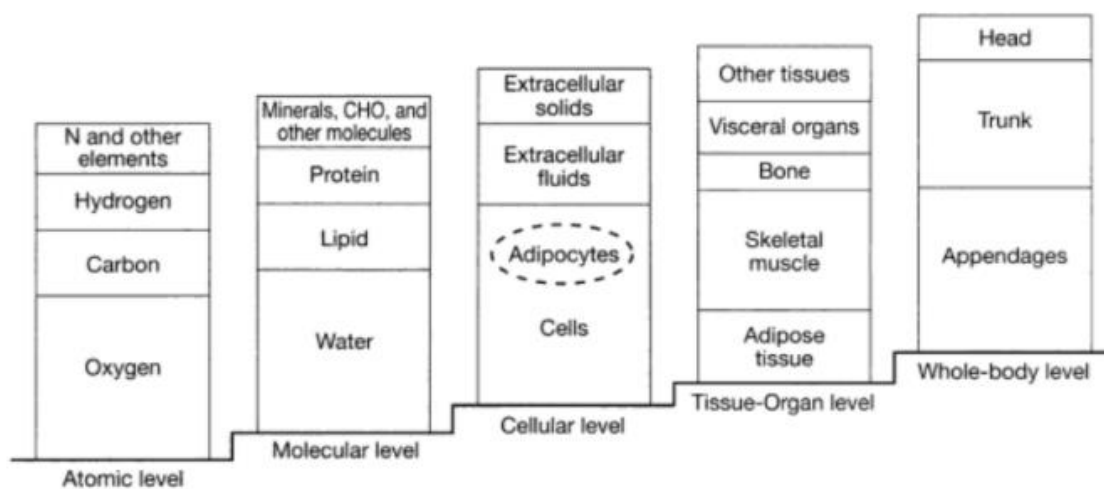 N and other
elements
Hydrogen
Carbon
Oxygen
Atomic level
Minerals, CHO, and
other molecules
Protein
Lipid
Water
Molecular level
Extracellular
solids
Extracellular
fluids
Adipocytes
Cells
Cellular level
Other tissues
Visceral organs
Bone
Skeletal
muscle
Adipose
tissue
Tissue-Organ level
Head
Trunk
Appendages
Whole-body level